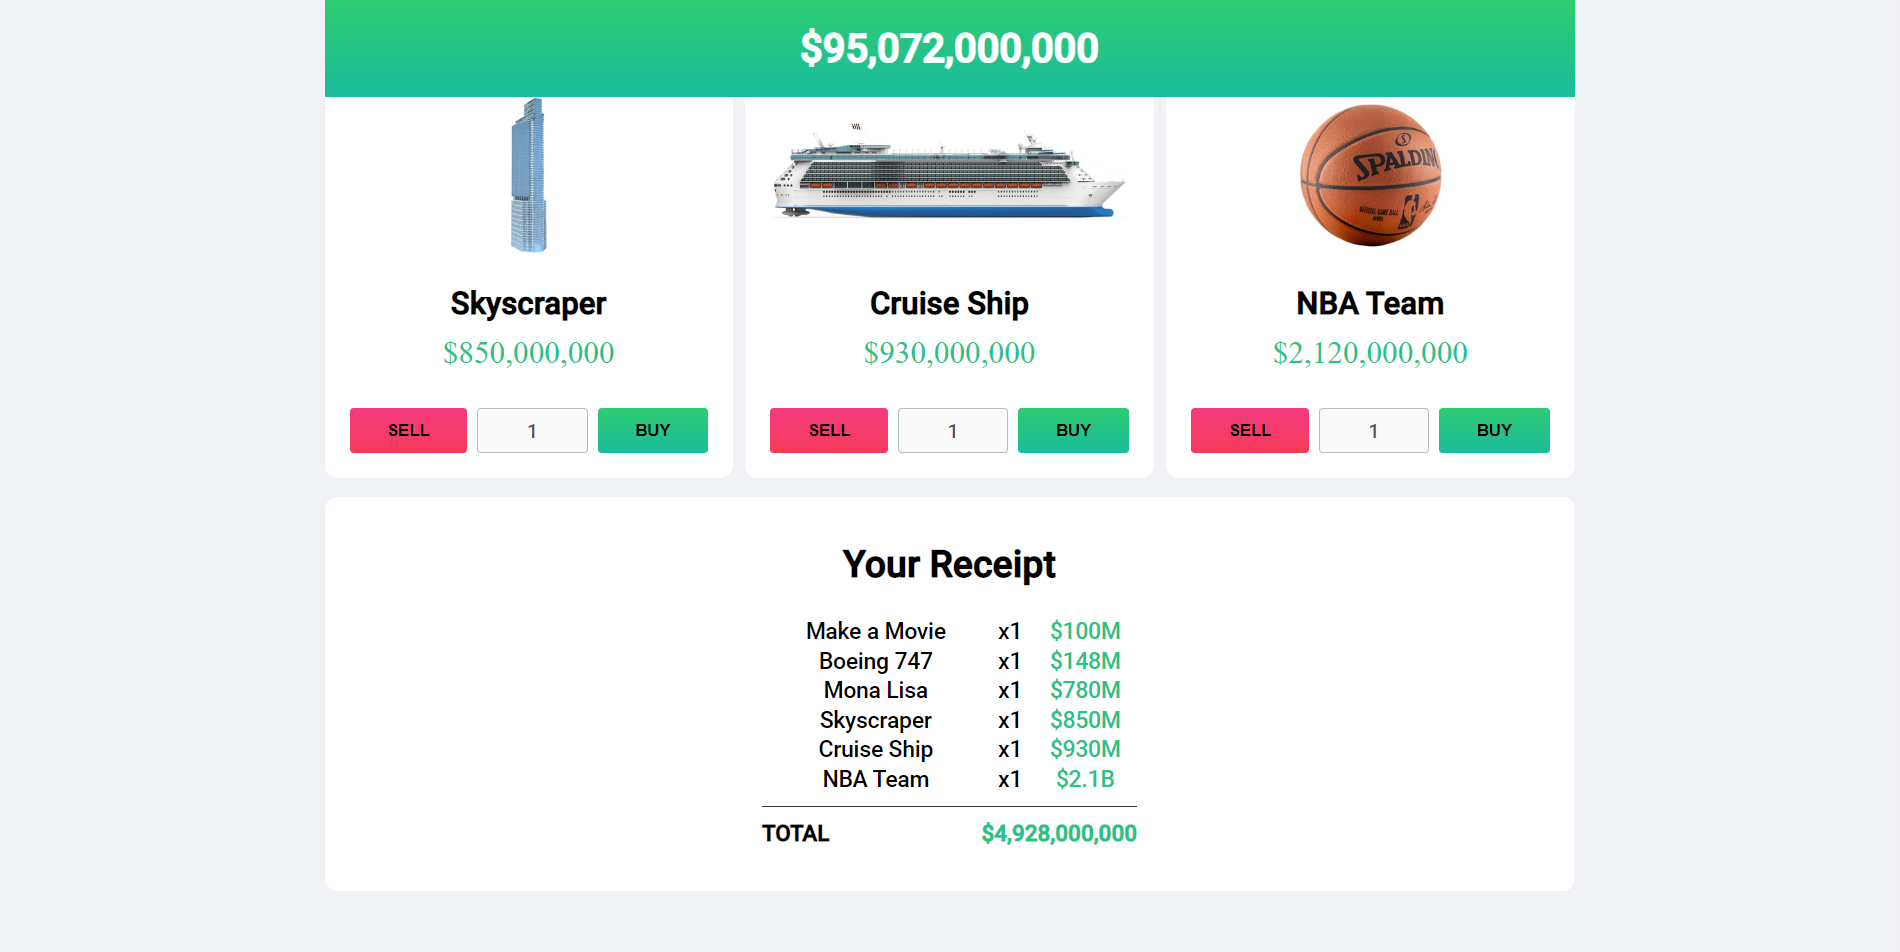 $95,072,000,000
SPALDING
OFFICIAL GAME BALL
Skyscraper
Cruise Ship
NBA Team
$850,000,000
$930,000,000
$2,120,000,000
SELL 1 BUY
SELL 1 BUY
SELL 1 BUY
Your Receipt
Make a Movie x1 $100M
Boeing 747 x1 $148M
Mona Lisa x1 $780M
Skyscraper x1 $850M
Cruise Ship x1 $930M
NBA Team x1 $2.1B
TOTAL $4,928,000,000